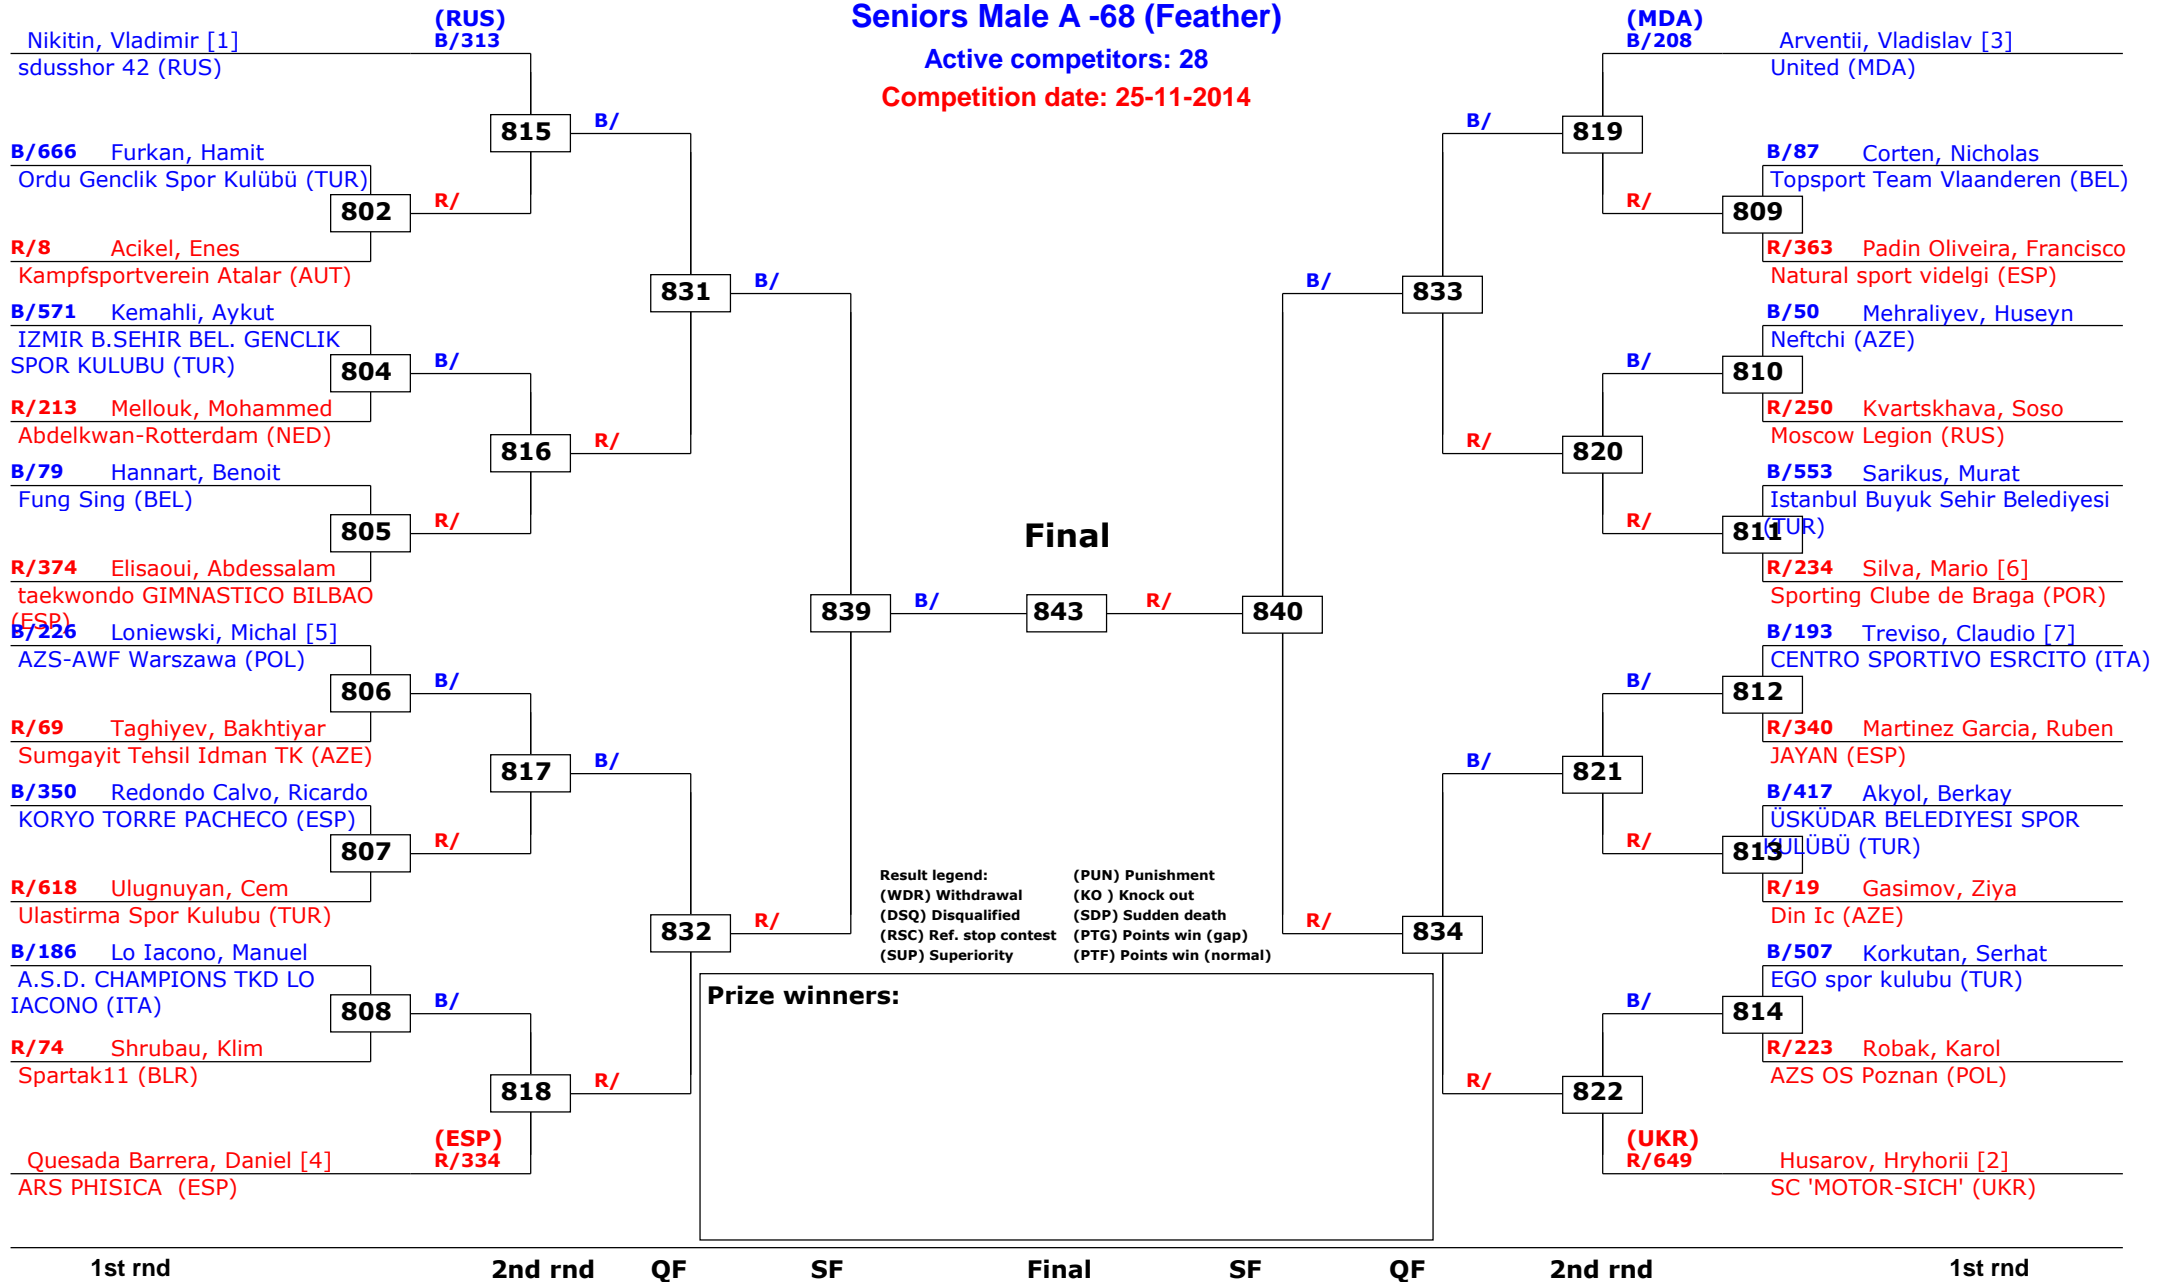 Seniors Male A -68 (Feather)
Active competitors: 28
Competition date: 25-11-2014
(RUS)
Nikitin, Vladimir [1] B/313
sdusshor 42 (RUS)
815 B/
B/666 Furkan, Hamit
Ordu Genclik Spor Kulübü (TUR)
802 R/
R/8 Acikel, Enes
Kampfsportverein Atalar (AUT)
831 B/
B/571 Kemahli, Aykut
IZMIR B.SEHIR BEL. GENCLIK
SPOR KULUBU (TUR)
804 B/
R/213 Mellouk, Mohammed
Abdelkwan-Rotterdam (NED)
816 R/
B/79 Hannart, Benoit
Fung Sing (BEL)
805 R/
R/374 Elisaoui, Abdessalam
taekwondo GIMNASTICO BILBAO
(ESP)
839 B/
B/226 Loniewski, Michal [5]
AZS-AWF Warszawa (POL)
806 B/
R/69 Taghiyev, Bakhtiyar
Sumgayit Tehsil Idman TK (AZE)
817 B/
B/350 Redondo Calvo, Ricardo
KORYO TORRE PACHECO (ESP)
807 R/
R/618 Ulugnuyan, Cem
Ulastirma Spor Kulubu (TUR)
832 R/
B/186 Lo Iacono, Manuel
A.S.D. CHAMPIONS TKD LO
IACONO (ITA)
808 B/
R/74 Shrubau, Klim
Spartak11 (BLR)
818 R/
(ESP)
Quesada Barrera, Daniel [4] R/334
ARS PHISICA (ESP)
Final
843
(MDA)
B/208 Arventii, Vladislav [3]
United (MDA)
B/ 819
B/87 Corten, Nicholas
Topsport Team Vlaanderen (BEL)
R/ 809
R/363 Padin Oliveira, Francisco
Natural sport videlgi (ESP)
B/ 833
B/50 Mehraliyev, Huseyn
Neftchi (AZE)
B/ 810
R/250 Kvartskhava, Soso
Moscow Legion (RUS)
R/ 820
B/553 Sarikus, Murat
Istanbul Buyuk Sehir Belediyesi
(TUR)
R/ 811
R/234 Silva, Mario [6]
Sporting Clube de Braga (POR)
R/ 840
B/193 Treviso, Claudio [7]
CENTRO SPORTIVO ESRCITO (ITA)
B/ 812
R/340 Martinez Garcia, Ruben
JAYAN (ESP)
B/ 821
B/417 Akyol, Berkay
ÜSKÜDAR BELEDIYESI SPOR
KULÜBÜ (TUR)
R/ 813
R/19 Gasimov, Ziya
Din Ic (AZE)
R/ 834
B/507 Korkutan, Serhat
EGO spor kulubu (TUR)
B/ 814
R/223 Robak, Karol
AZS OS Poznan (POL)
R/ 822
(UKR)
R/649 Husarov, Hryhorii [2]
SC 'MOTOR-SICH' (UKR)
Result legend: (PUN) Punishment
(WDR) Withdrawal (KO ) Knock out
(DSQ) Disqualified (SDP) Sudden death
(RSC) Ref. stop contest (PTG) Points win (gap)
(SUP) Superiority (PTF) Points win (normal)
Prize winners:
1st rnd 2nd rnd QF SF Final SF QF 2nd rnd 1st rnd